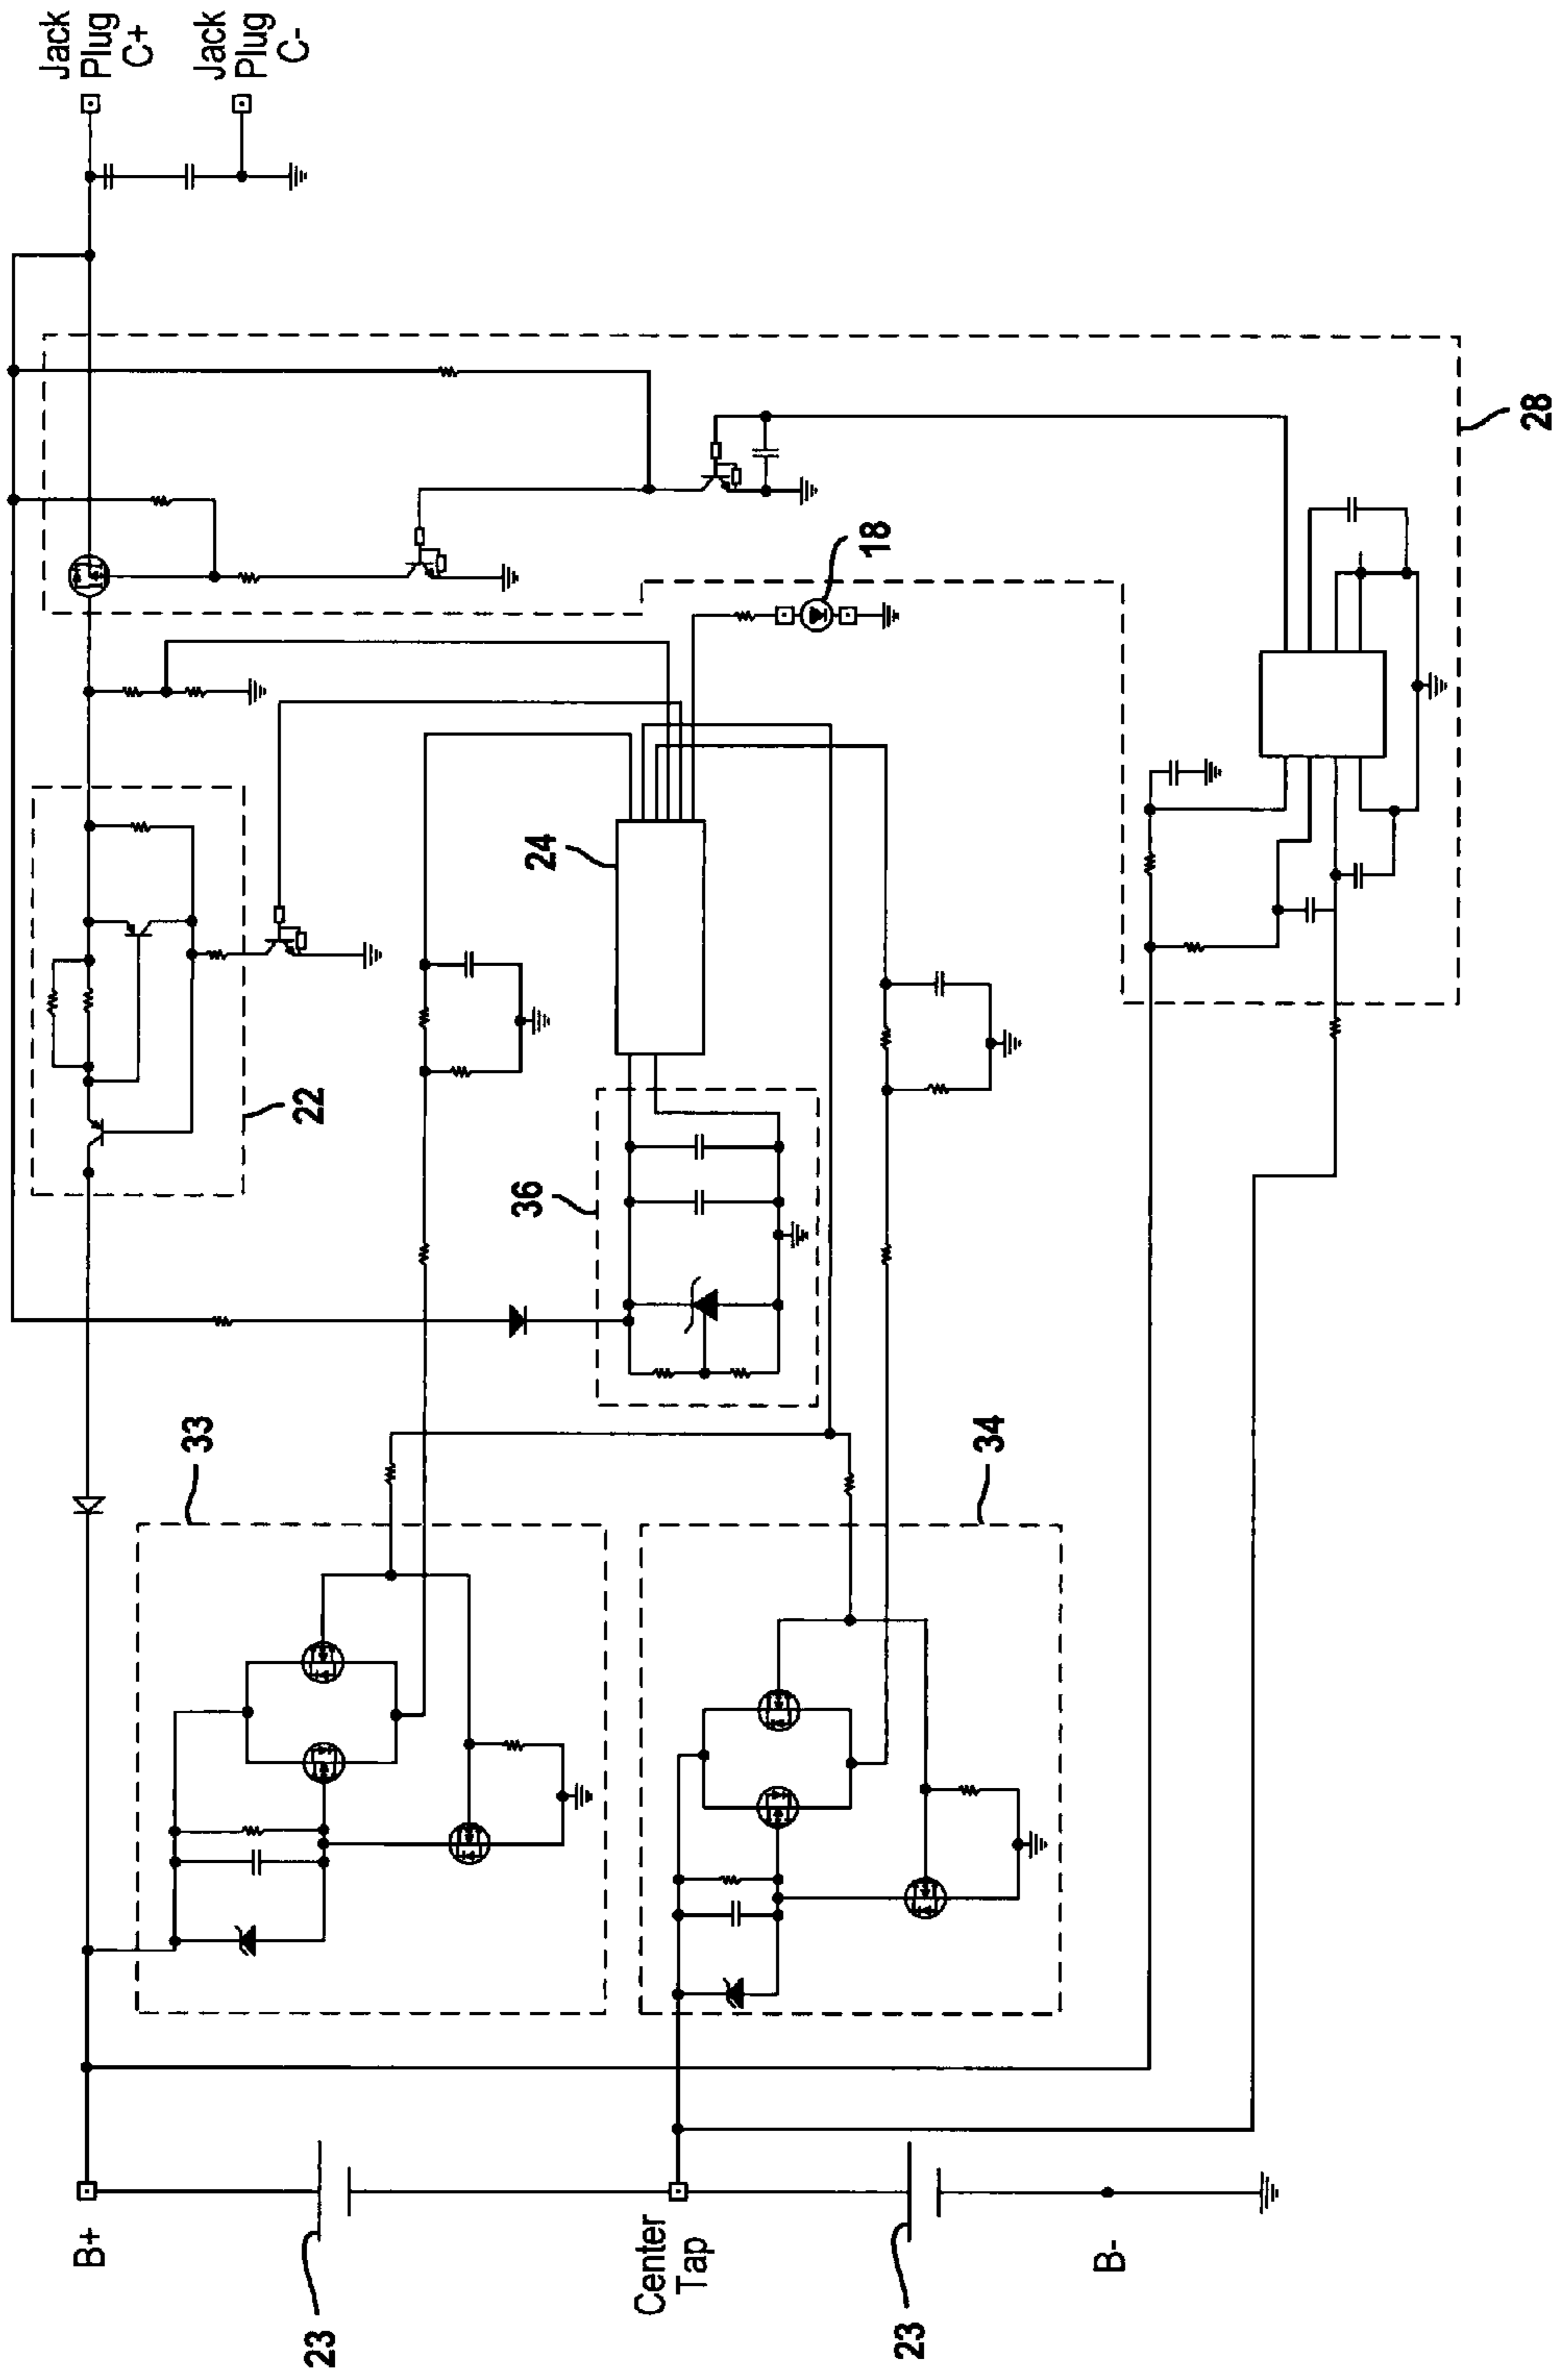 Jack
Plug
C+
Jack
Plug
C-
28
18
24
22
36
33
34
B+
Center
Tap
B-
23
23